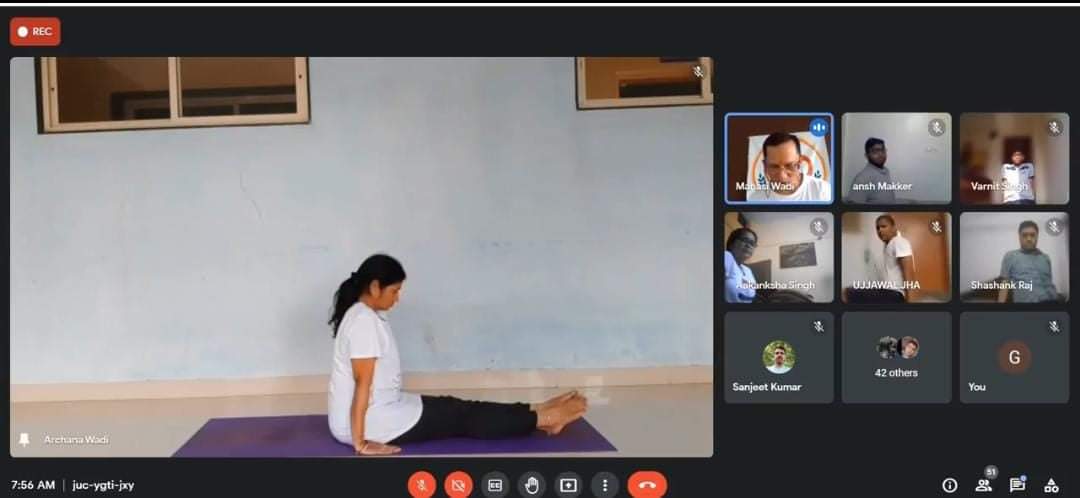 REC
Archana Wadi
Manasi Wadi
ansh Makker
Varnit Singh
Aakanksha Singh
UJJAWAL JHA
Shashank Raj
Sanjeet Kumar
42 others
G
You
7:56 AM | juc-ygti-jxy
CC
51